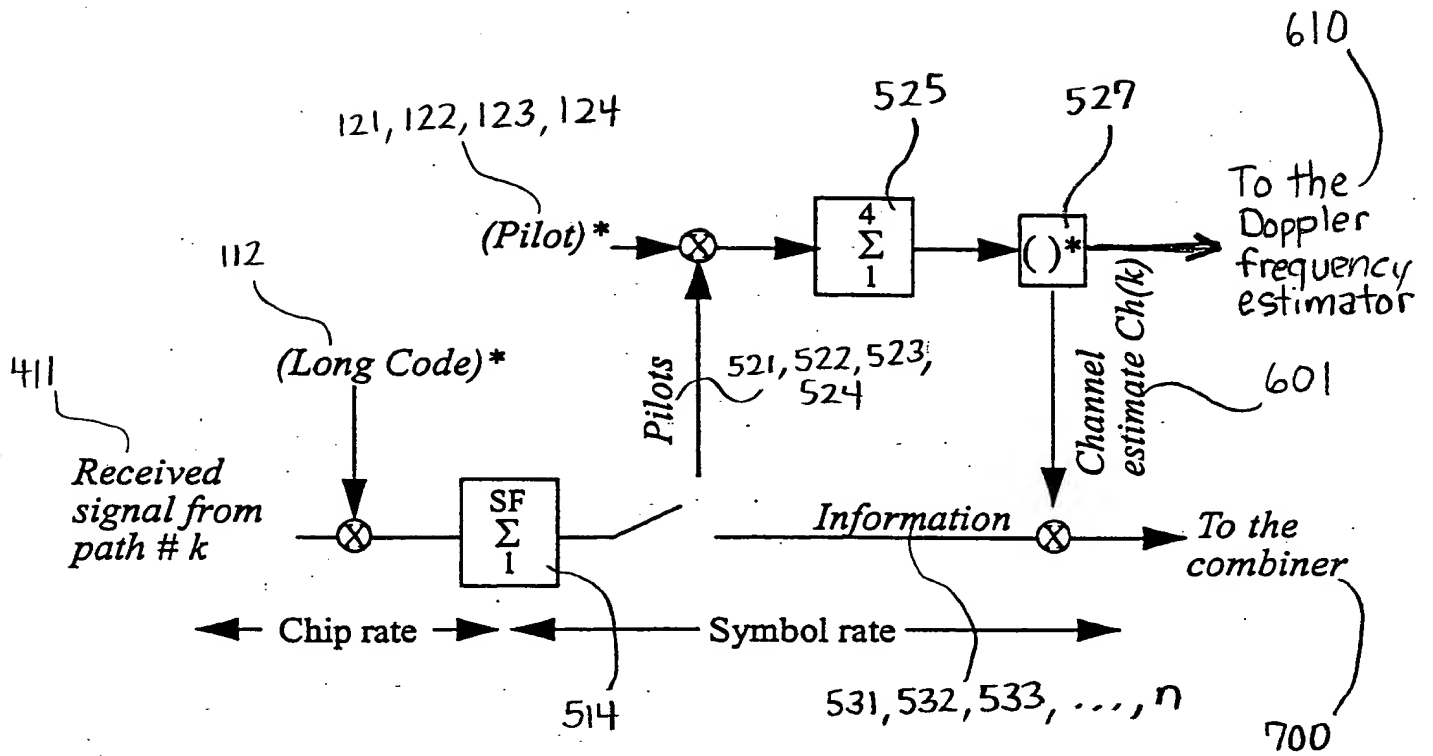 610
525
527
121, 122, 123, 124
To the
Doppler
frequency
estimator
(Pilot)*
4
Σ
1
( )*
112
(Long Code)*
411
Pilots
521, 522, 523,
524
Channel
estimate Ch(k)
601
Received
signal from
path # k
SF
Σ
1
Information
To the
combiner
Chip rate
Symbol rate
514
531, 532, 533, ..., n
700